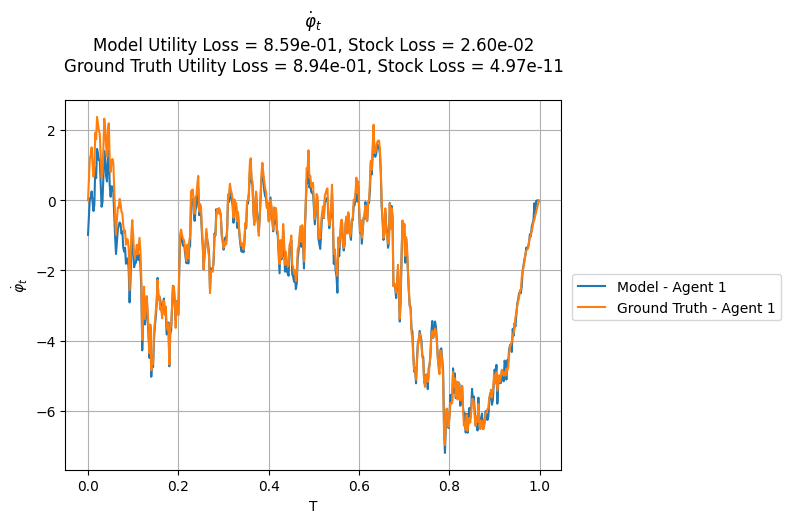 φ̇ₜ
Model Utility Loss = 8.59e-01, Stock Loss = 2.60e-02
Ground Truth Utility Loss = 8.94e-01, Stock Loss = 4.97e-11
2
0
−2
−4
−6
φ̇ₜ
0.0 0.2 0.4 0.6 0.8 1.0
T
Model - Agent 1
Ground Truth - Agent 1